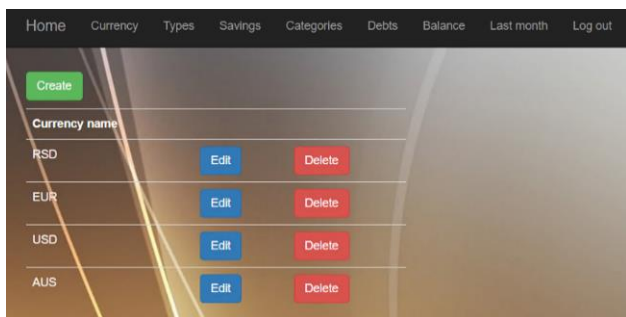 Home Currency Types Savings Categories Debts Balance Last month Log out
Create
Currency name
RSD Edit Delete
EUR Edit Delete
USD Edit Delete
AUS Edit Delete